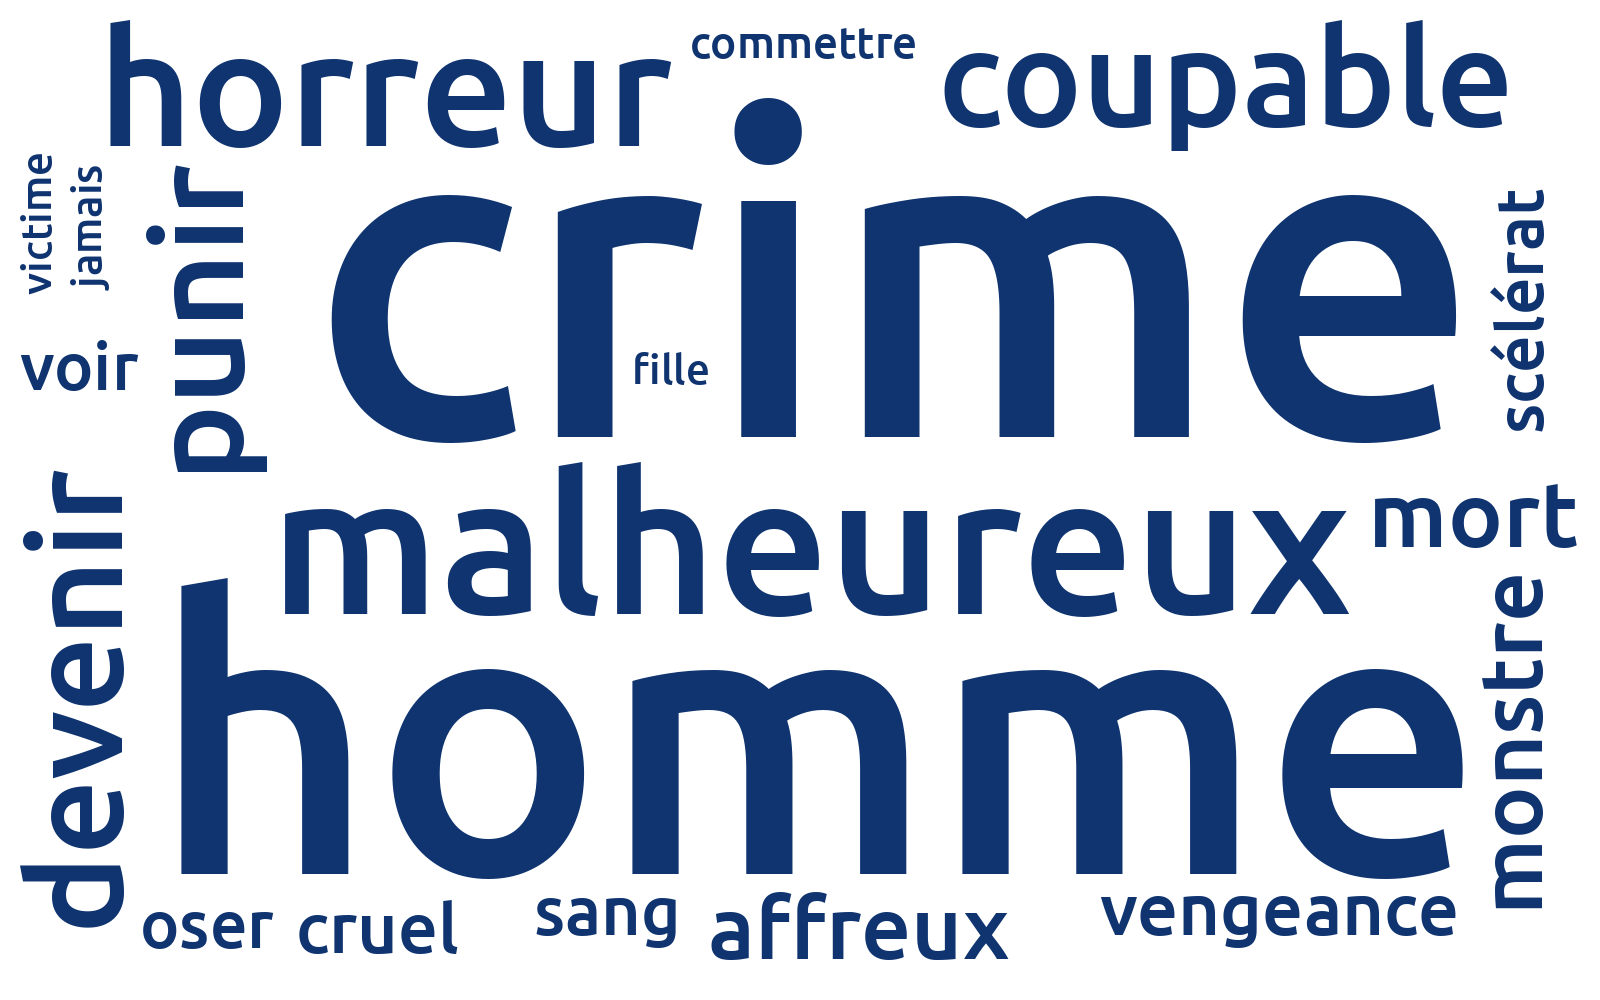 horreur
commettre
coupable
crime
victime
jamais
punir
scélérat
voir
fille
devenir
malheureux
mort
homme
monstre
oser
cruel
sang
affreux
vengeance